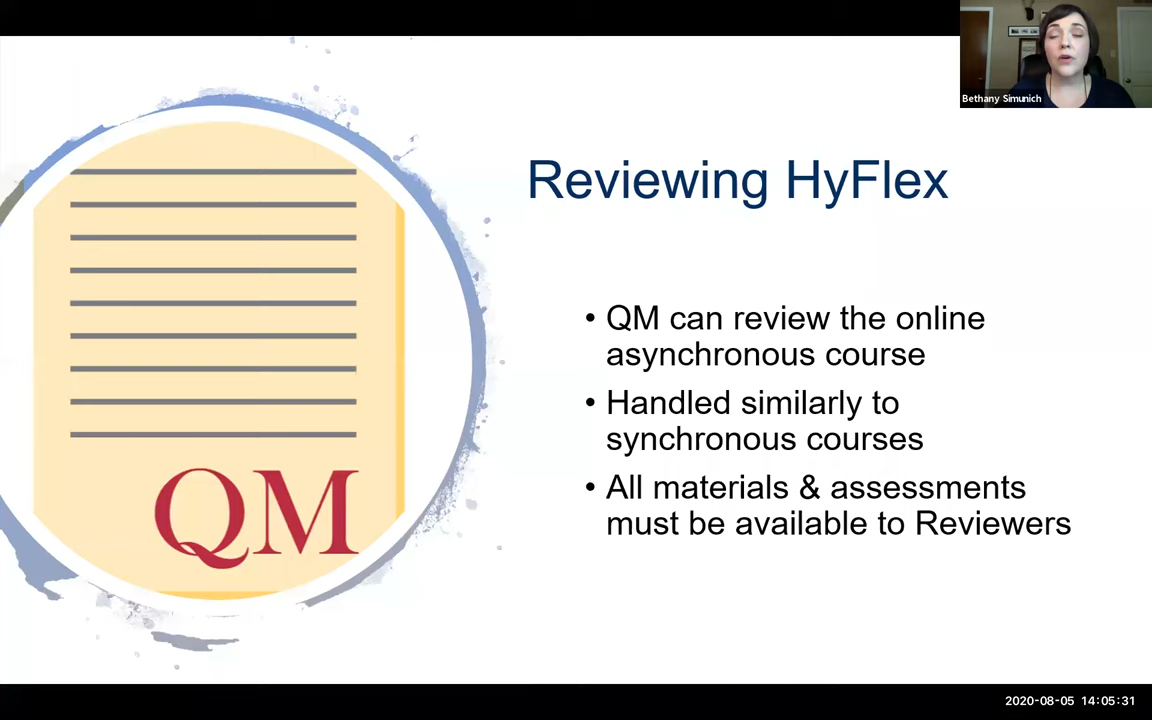 Bethany Simunich
Reviewing HyFlex
• QM can review the online
asynchronous course
• Handled similarly to
synchronous courses
• All materials & assessments
must be available to Reviewers
QM
2020-08-05 14:05:31